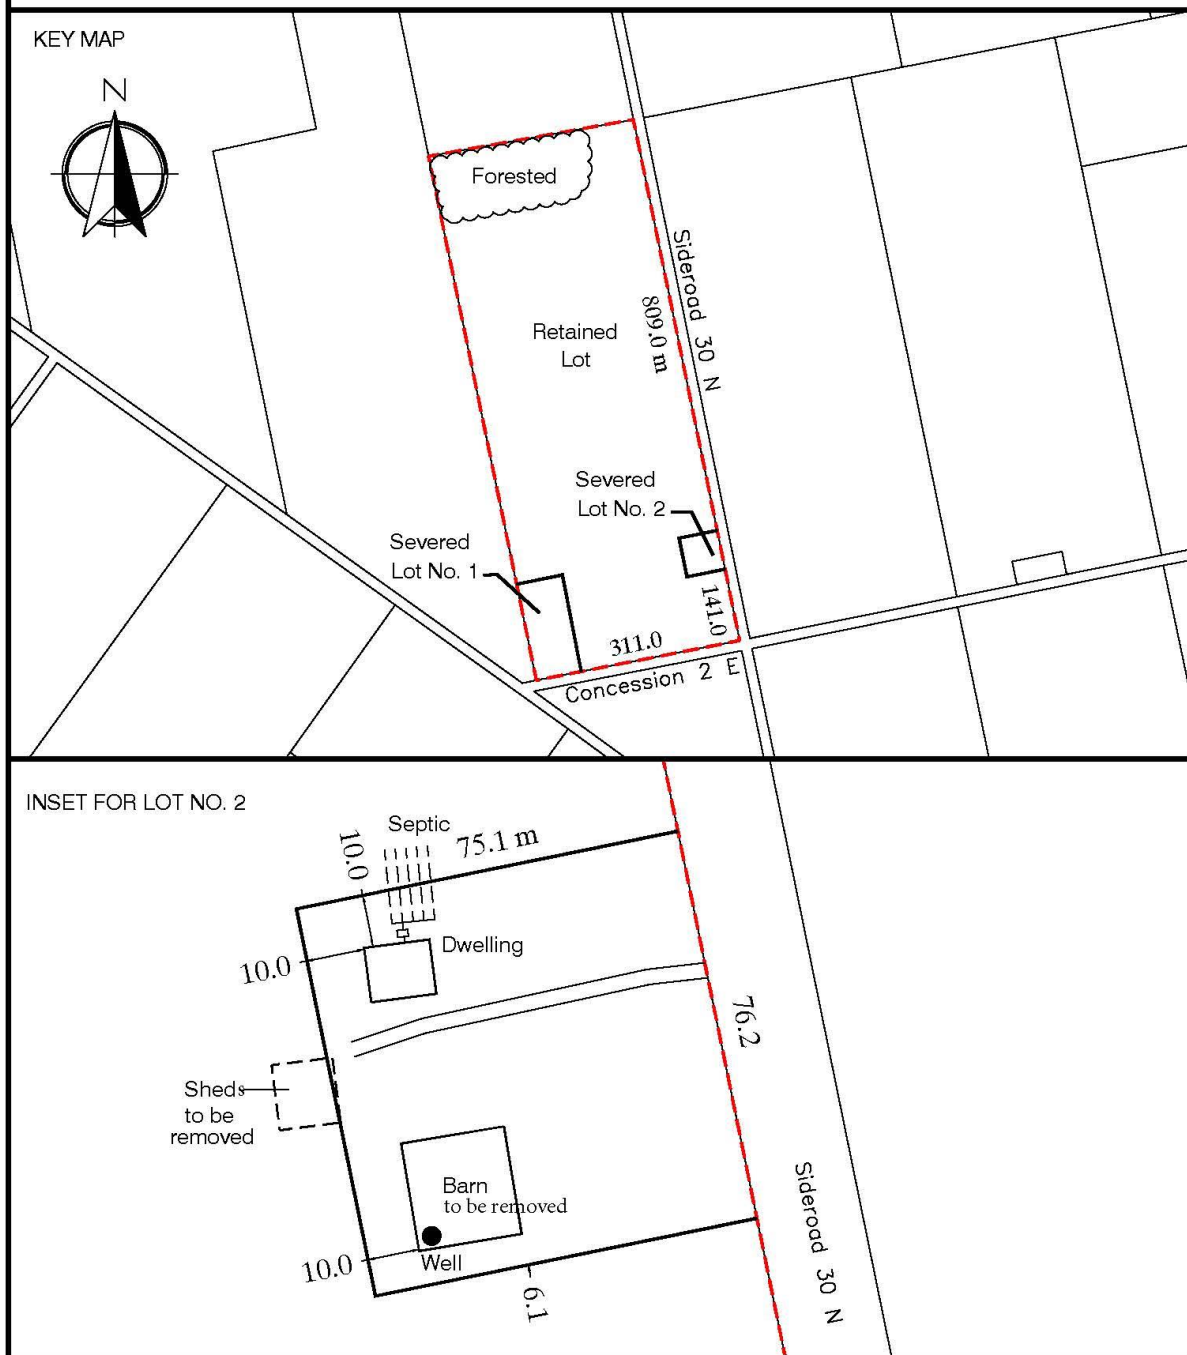 KEY MAP
N
Forested
Sideroad 30 N
809.0 m
Retained
Lot
Severed
Lot No. 2
Severed
Lot No. 1
141.0
311.0
Concession 2 E
INSET FOR LOT NO. 2
Septic
75.1 m
10.0
Dwelling
10.0
76.2
Sheds
to be
removed
Barn
to be removed
Well
10.0
6.1
Sideroad 30 N